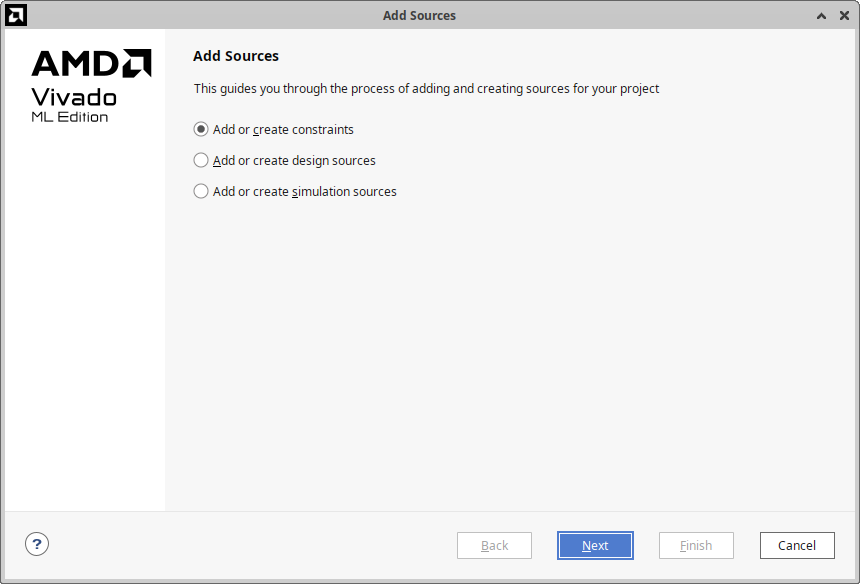 Add Sources
AMD
Vivado
ML Edition
Add Sources
This guides you through the process of adding and creating sources for your project
Add or create constraints
Add or create design sources
Add or create simulation sources
?
Back
Next
Finish
Cancel